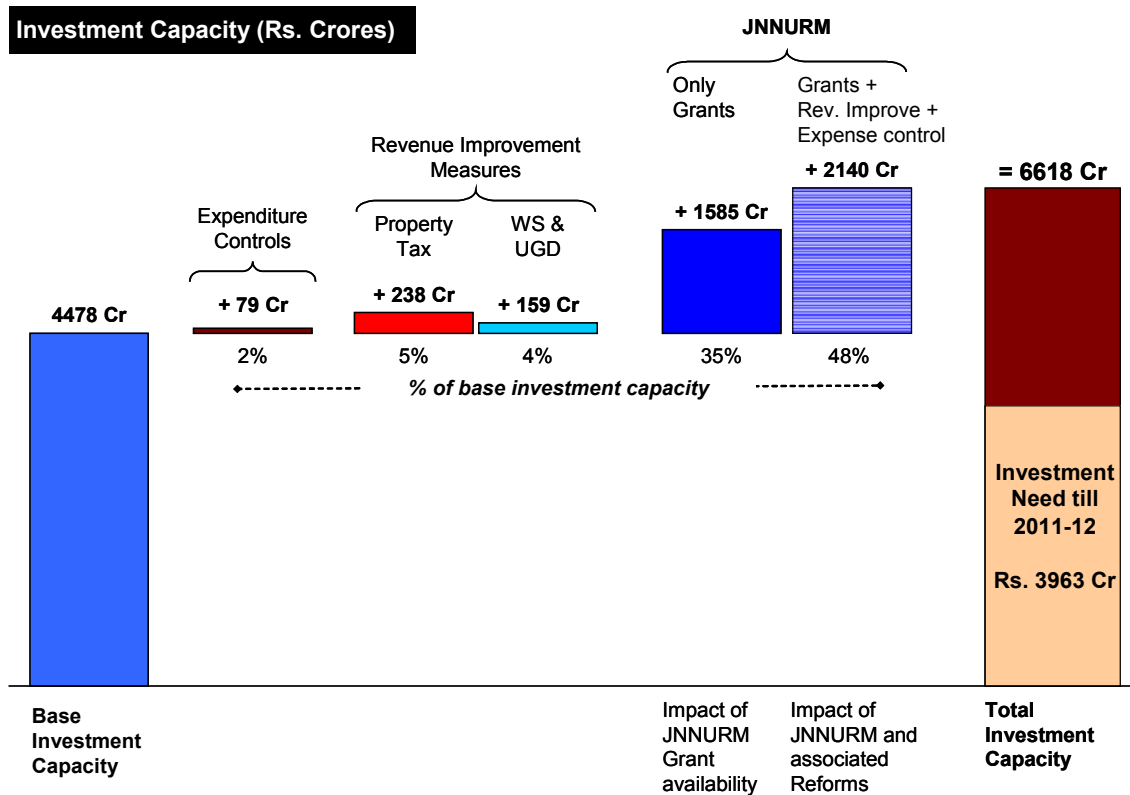 Investment Capacity (Rs. Crores)
JNNURM
Only
Grants
Grants +
Rev. Improve +
Expense control
Revenue Improvement
Measures
Expenditure
Controls
Property
Tax
WS &
UGD
4478 Cr
+ 79 Cr
+ 238 Cr
+ 159 Cr
+ 1585 Cr
+ 2140 Cr
= 6618 Cr
2%
5%
4%
35%
48%
% of base investment capacity
Investment
Need till
2011-12
Rs. 3963 Cr
Base
Investment
Capacity
Impact of
JNNURM
Grant
availability
Impact of
JNNURM and
associated
Reforms
Total
Investment
Capacity